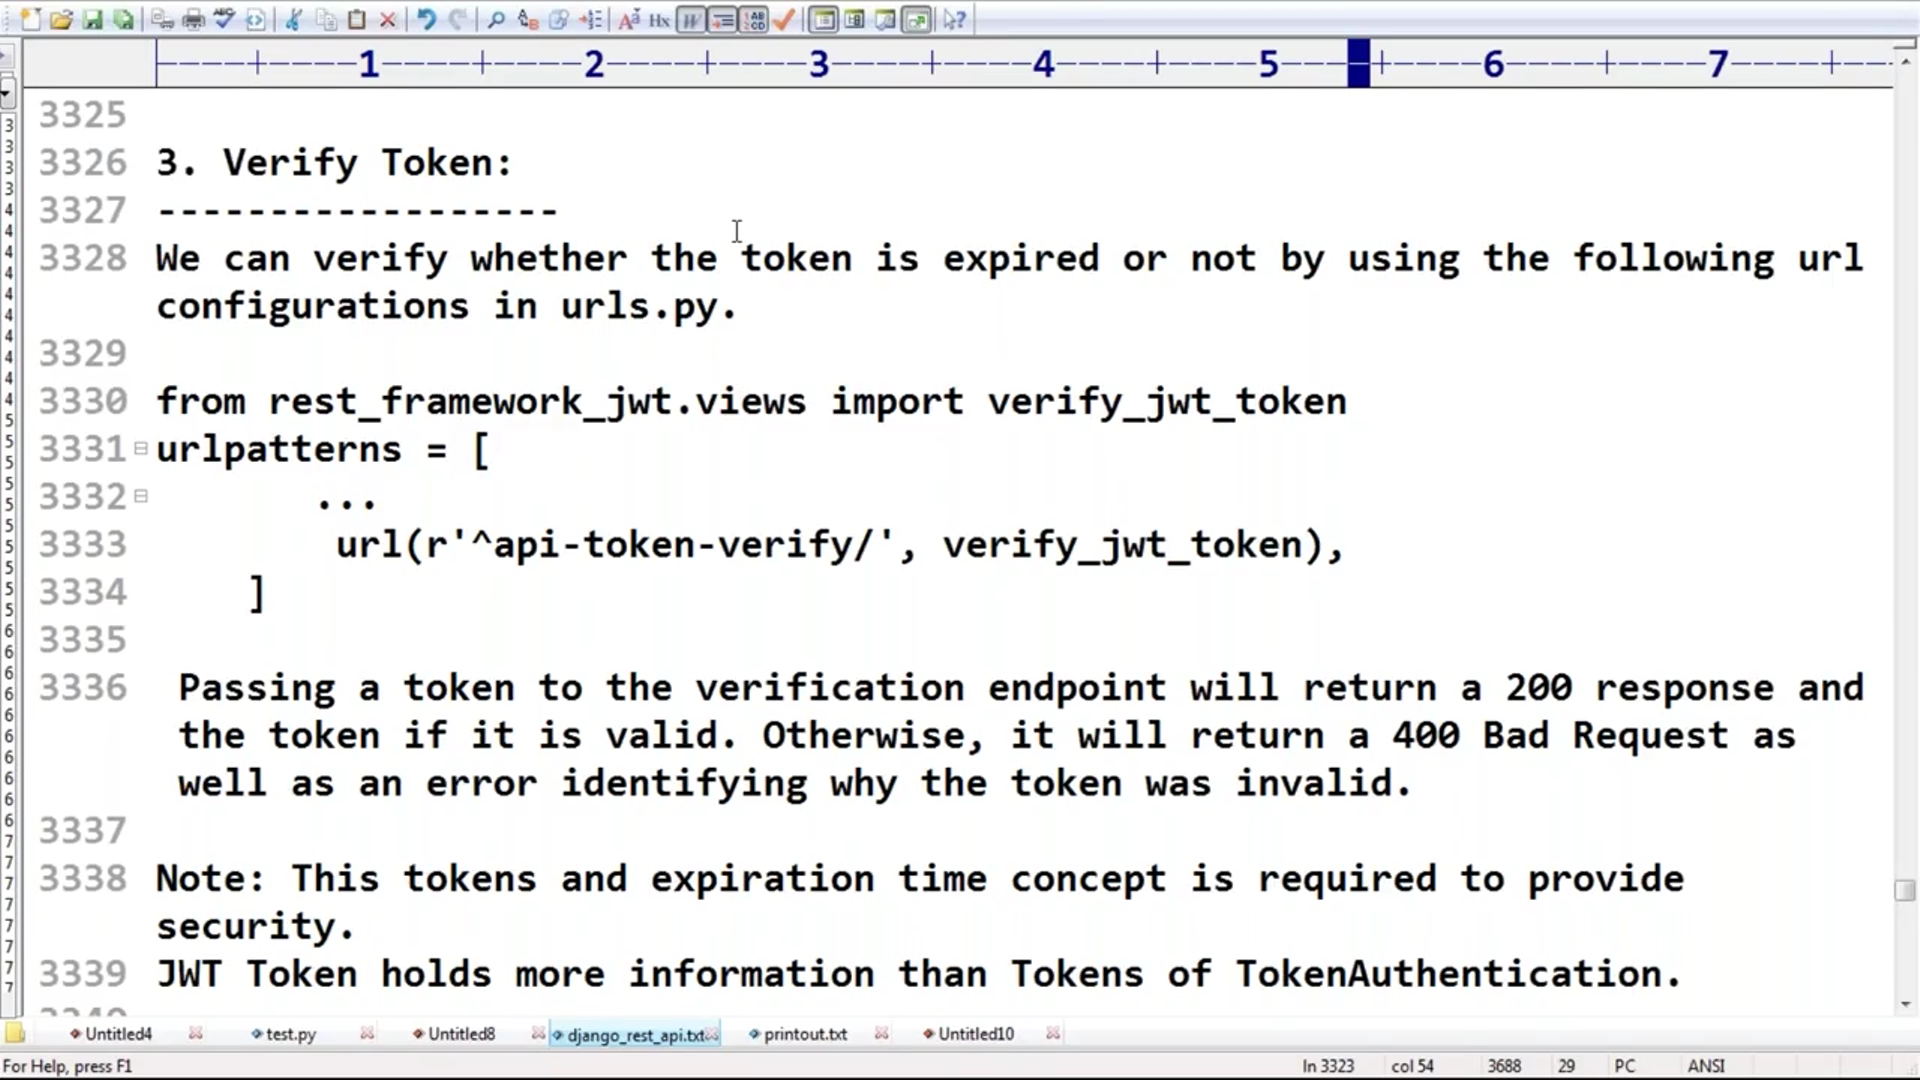 1 2 3 4 5 6 7
3325
3326 3. Verify Token:
3327 ------------------
3328 We can verify whether the token is expired or not by using the following url
configurations in urls.py.
3329
3330 from rest_framework_jwt.views import verify_jwt_token
3331 urlpatterns = [
3332 ...
3333 url(r'^api-token-verify/', verify_jwt_token),
3334 ]
3335
3336 Passing a token to the verification endpoint will return a 200 response and
the token if it is valid. Otherwise, it will return a 400 Bad Request as
well as an error identifying why the token was invalid.
3337
3338 Note: This tokens and expiration time concept is required to provide
security.
3339 JWT Token holds more information than Tokens of TokenAuthentication.
Untitled4 test.py Untitled8 django_rest_api.txt printout.txt Untitled10
For Help, press F1 ln 3323 col 54 3688 29 PC ANSI